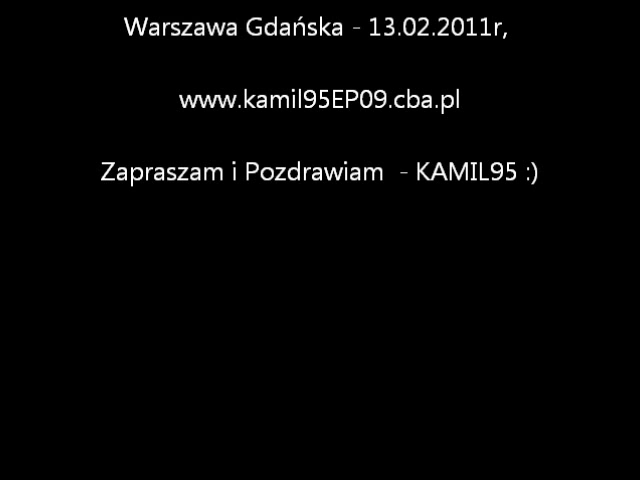 Warszawa Gdańska - 13.02.2011r,
www.kamil95EP09.cba.pl
Zapraszam i Pozdrawiam - KAMIL95 :)